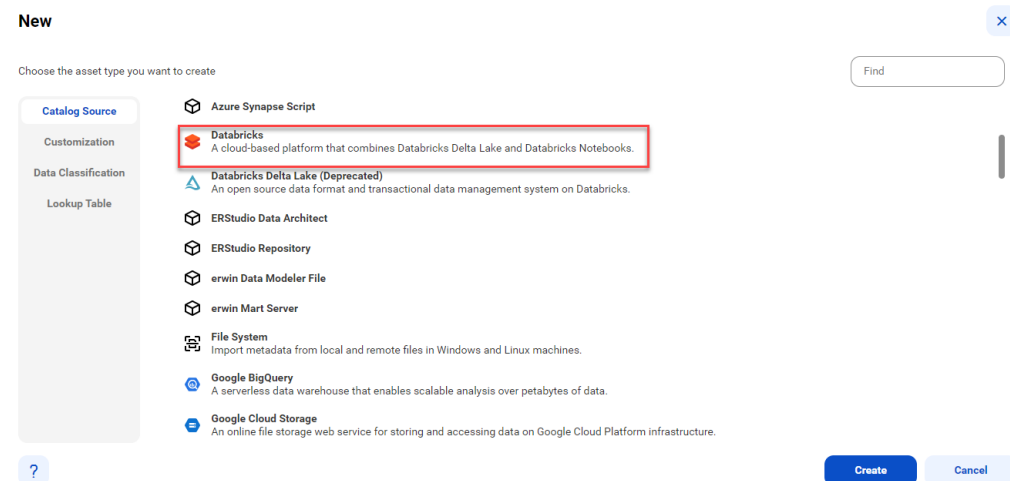 New
Choose the asset type you want to create
Find
Catalog Source
Customization
Data Classification
Lookup Table
Azure Synapse Script
Databricks
A cloud-based platform that combines Databricks Delta Lake and Databricks Notebooks.
Databricks Delta Lake (Deprecated)
An open source data format and transactional data management system on Databricks.
ERStudio Data Architect
ERStudio Repository
erwin Data Modeler File
erwin Mart Server
File System
Import metadata from local and remote files in Windows and Linux machines.
Google BigQuery
A serverless data warehouse that enables scalable analysis over petabytes of data.
Google Cloud Storage
An online file storage web service for storing and accessing data on Google Cloud Platform infrastructure.
?
Create
Cancel